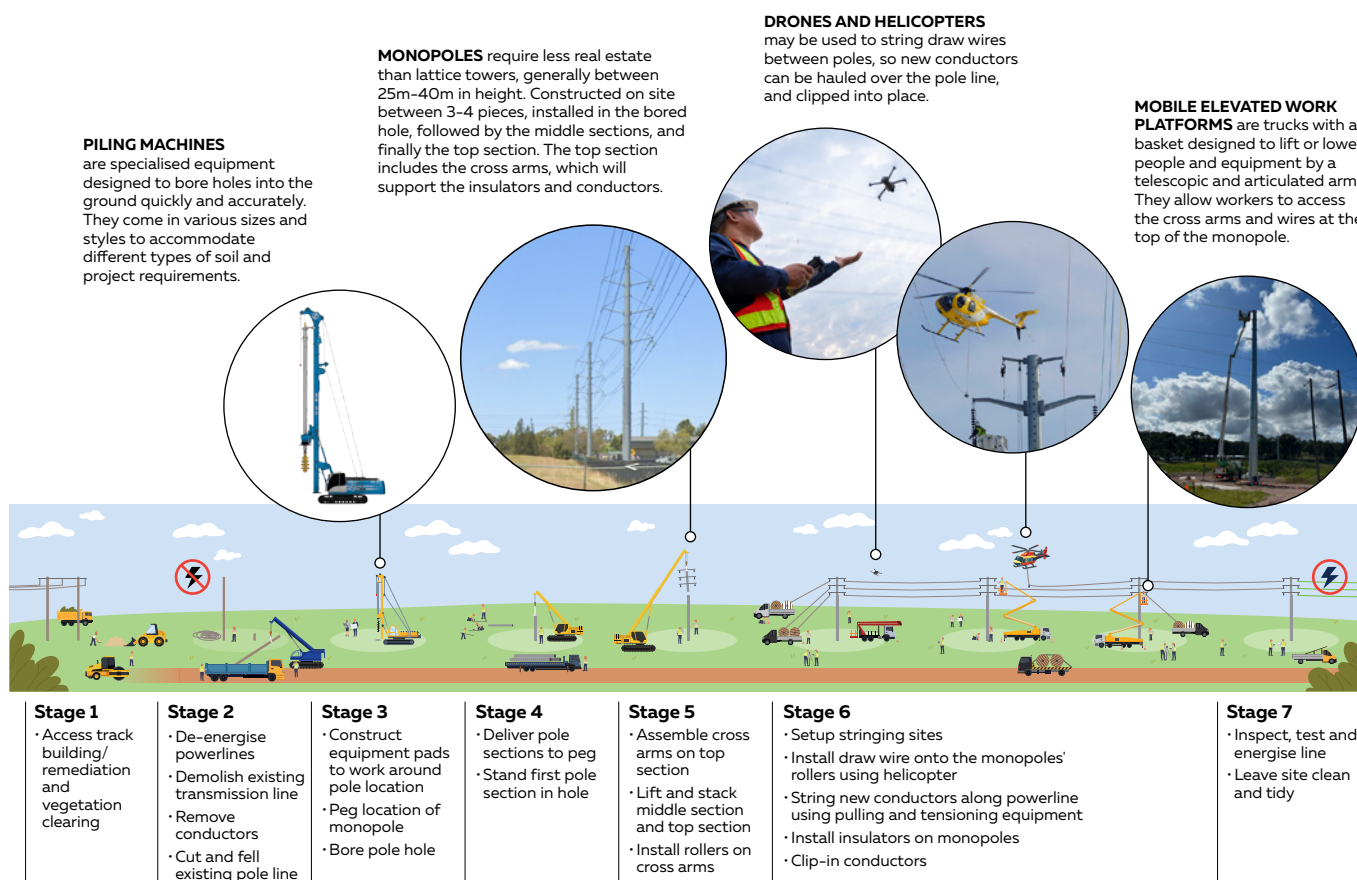 PILING MACHINES
are specialised equipment
designed to bore holes into the
ground quickly and accurately.
They come in various sizes and
styles to accommodate
different types of soil and
project requirements.
MONOPOLES require less real estate
than lattice towers, generally between
25m-40m in height. Constructed on site
between 3-4 pieces, installed in the bored
hole, followed by the middle sections, and
finally the top section. The top section
includes the cross arms, which will
support the insulators and conductors.
DRONES AND HELICOPTERS
may be used to string draw wires
between poles, so new conductors
can be hauled over the pole line,
and clipped into place.
MOBILE ELEVATED WORK
PLATFORMS are trucks with a
basket designed to lift or lowe
people and equipment by a
telescopic and articulated arm
They allow workers to access
the cross arms and wires at the
top of the monopole.
Stage 1
· Access track
building/
remediation
and
vegetation
clearing
Stage 2
· De-energise
powerlines
· Demolish existing
transmission line
· Remove
conductors
· Cut and fell
existing pole line
Stage 3
· Construct
equipment pads
to work around
pole location
· Peg location of
monopole
· Bore pole hole
Stage 4
· Deliver pole
sections to peg
· Stand first pole
section in hole
Stage 5
· Assemble cross
arms on top
section
· Lift and stack
middle section
and top section
· Install rollers on
cross arms
Stage 6
· Setup stringing sites
· Install draw wire onto the monopoles'
rollers using helicopter
· String new conductors along powerline
using pulling and tensioning equipment
· Install insulators on monopoles
· Clip-in conductors
Stage 7
· Inspect, test and
energise line
· Leave site clean
and tidy